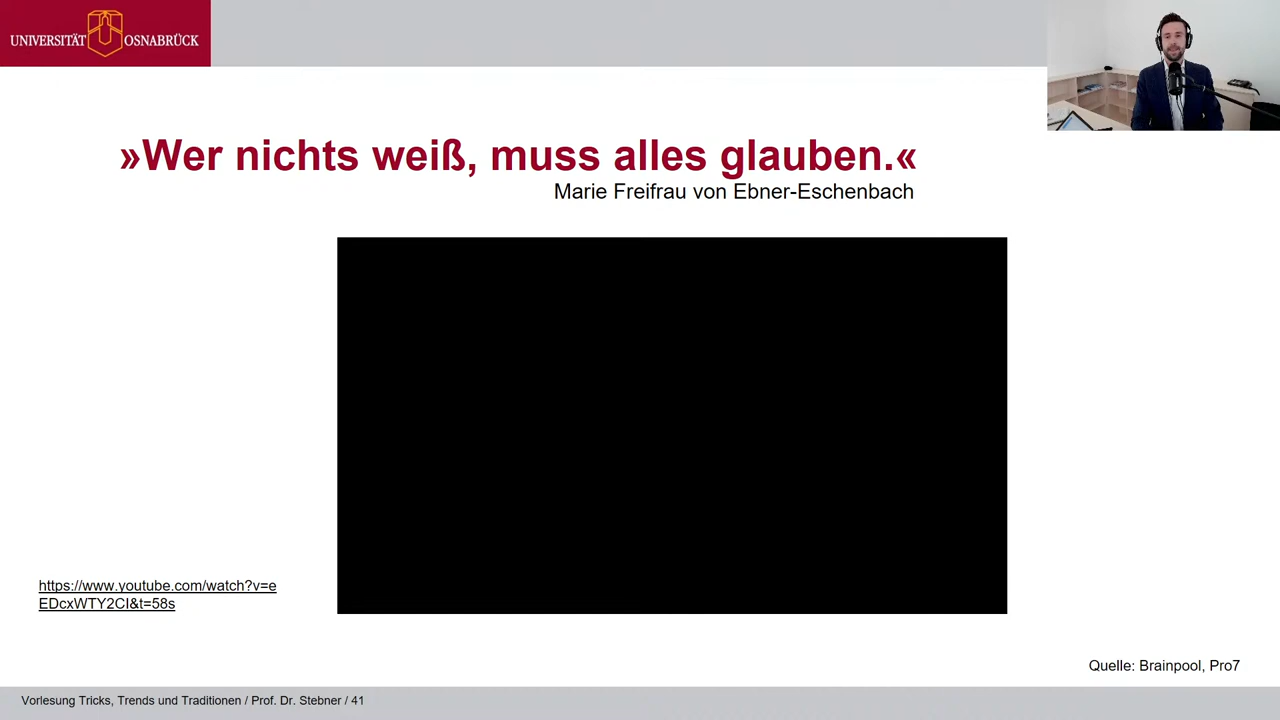 UNIVERSITÄT OSNABRÜCK
»Wer nichts weiß, muss alles glauben.«
Marie Freifrau von Ebner-Eschenbach
https://www.youtube.com/watch?v=e
EDcxWTY2CI&t=58s
Quelle: Brainpool, Pro7
Vorlesung Tricks, Trends und Traditionen / Prof. Dr. Stebner / 41